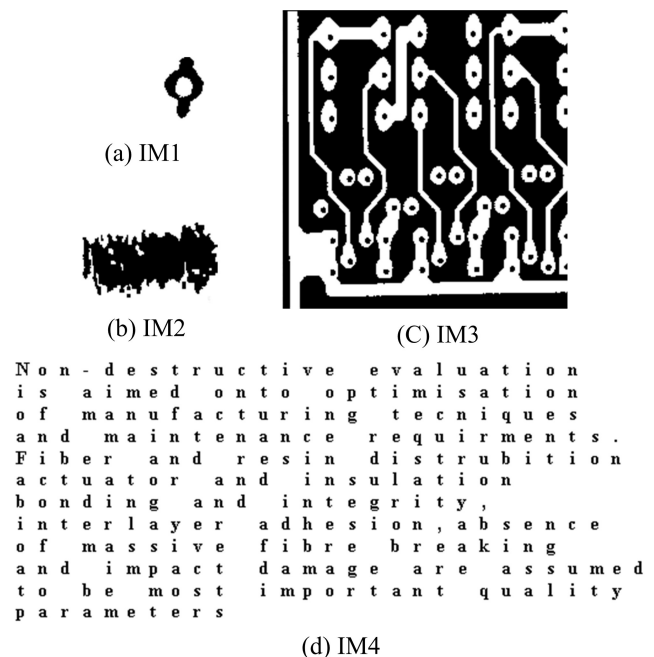 (a) IM1
(b) IM2
(C) IM3
Non-destructive evaluation
is aimed onto optimisation
of manufacturing tecniques
and maintenance requirments.
Fiber and resin distrubition
actuator and insulation
bonding and integrity,
interlayer adhesion,absence
of massive fibre breaking
and impact damage are assumed
to be most important quality
parameters
(d) IM4